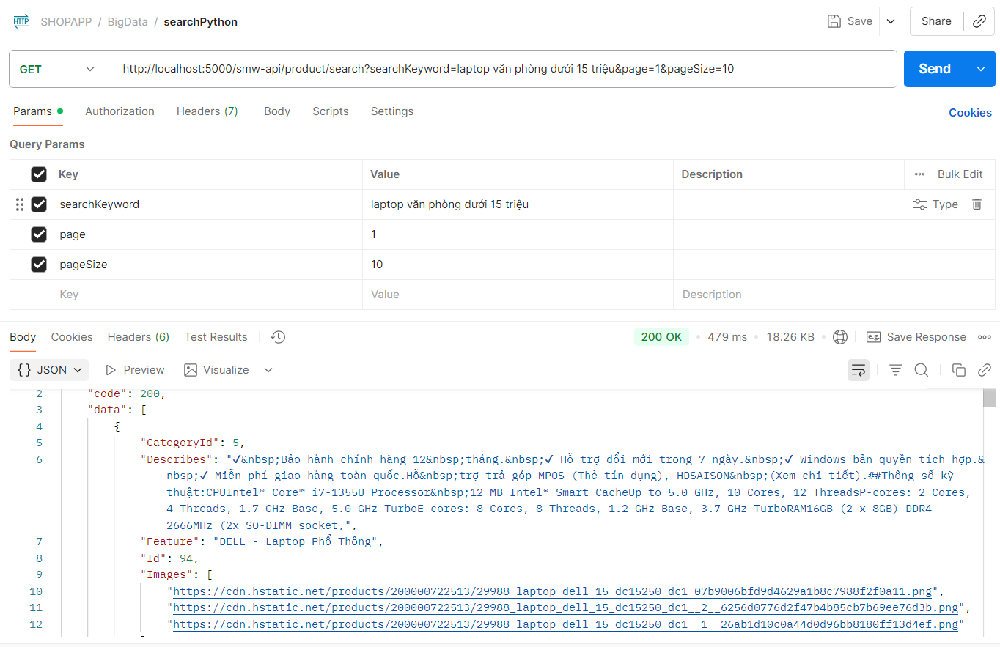 HTTP SHOPAPP / BigData / searchPython Save Share
GET http://localhost:5000/smw-api/product/search?searchKeyword=laptop văn phòng dưới 15 triệu&page=1&pageSize=10 Send
Params Authorization Headers (7) Body Scripts Settings Cookies
Query Params
Key Value Description Bulk Edit
searchKeyword laptop văn phòng dưới 15 triệu Type
page 1
pageSize 10
Key Value Description
Body Cookies Headers (6) Test Results 200 OK 479 ms 18.26 KB e.g. Save Response
{} JSON Preview Visualize
2 "code": 200,
3 "data": [
4 {
5 "CategoryId": 5,
6 "Describes": "✓&nbsp;Bảo hành chính hãng 12&nbsp;tháng.&nbsp;✓ Hỗ trợ đổi mới trong 7 ngày.&nbsp;✓ Windows bản quyền tích hợp.&
nbsp;✓ Miễn phí giao hàng toàn quốc.Hỗ&nbsp;trợ trả góp MPOS (Thẻ tín dụng), HDSAISON&nbsp;(Xem chi tiết).##Thông số kỹ
thuật:CPUIntel® Core™ i7-1355U Processor&nbsp;12 MB Intel® Smart CacheUp to 5.0 GHz, 10 Cores, 12 ThreadsP-cores: 2 Cores,
4 Threads, 1.7 GHz Base, 5.0 GHz TurboE-cores: 8 Cores, 8 Threads, 1.2 GHz Base, 3.7 GHz TurboRAM16GB (2 x 8GB) DDR4
2666MHz (2x SO-DIMM socket,",
7 "Feature": "DELL - Laptop Phổ Thông",
8 "Id": 94,
9 "Images": [
10 "https://cdn.hstatic.net/products/200000722513/29988_laptop_dell_15_dc15250_dc1_07b9006bfd9d4629a1b8c7988f2f0a11.png",
11 "https://cdn.hstatic.net/products/200000722513/29988_laptop_dell_15_dc15250_dc1__2__6256d0776d2f47b4b85cb7b69ee76d3b.png",
12 "https://cdn.hstatic.net/products/200000722513/29988_laptop_dell_15_dc15250_dc1__1__26ab1d10c0a44d0d96bb8180ff13d4ef.png"